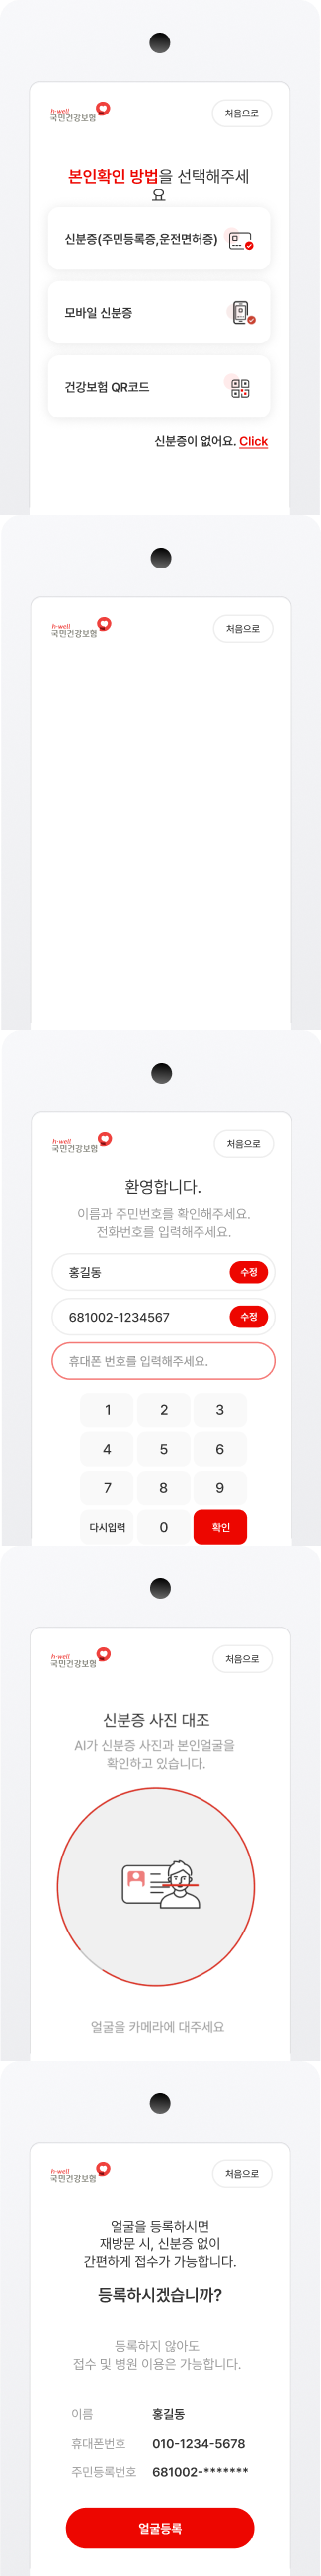 h-well
국민건강보험
처음으로
본인확인 방법을 선택해주세
요
신분증(주민등록증,운전면허증)
모바일 신분증
건강보험 QR코드
신분증이 없어요. Click
h-well
국민건강보험
처음으로
h-well
국민건강보험
처음으로
환영합니다.
이름과 주민번호를 확인해주세요.
전화번호를 입력해주세요.
홍길동
수정
681002-1234567
수정
휴대폰 번호를 입력해주세요.
1 2 3
4 5 6
7 8 9
다시입력 0 확인
h-well
국민건강보험
처음으로
신분증 사진 대조
AI가 신분증 사진과 본인얼굴을
확인하고 있습니다.
얼굴을 카메라에 대주세요
h-well
국민건강보험
처음으로
얼굴을 등록하시면
재방문 시, 신분증 없이
간편하게 접수가 가능합니다.
등록하시겠습니까?
등록하지 않아도
접수 및 병원 이용은 가능합니다.
이름 홍길동
휴대폰번호 010-1234-5678
주민등록번호 681002-*******
얼굴등록